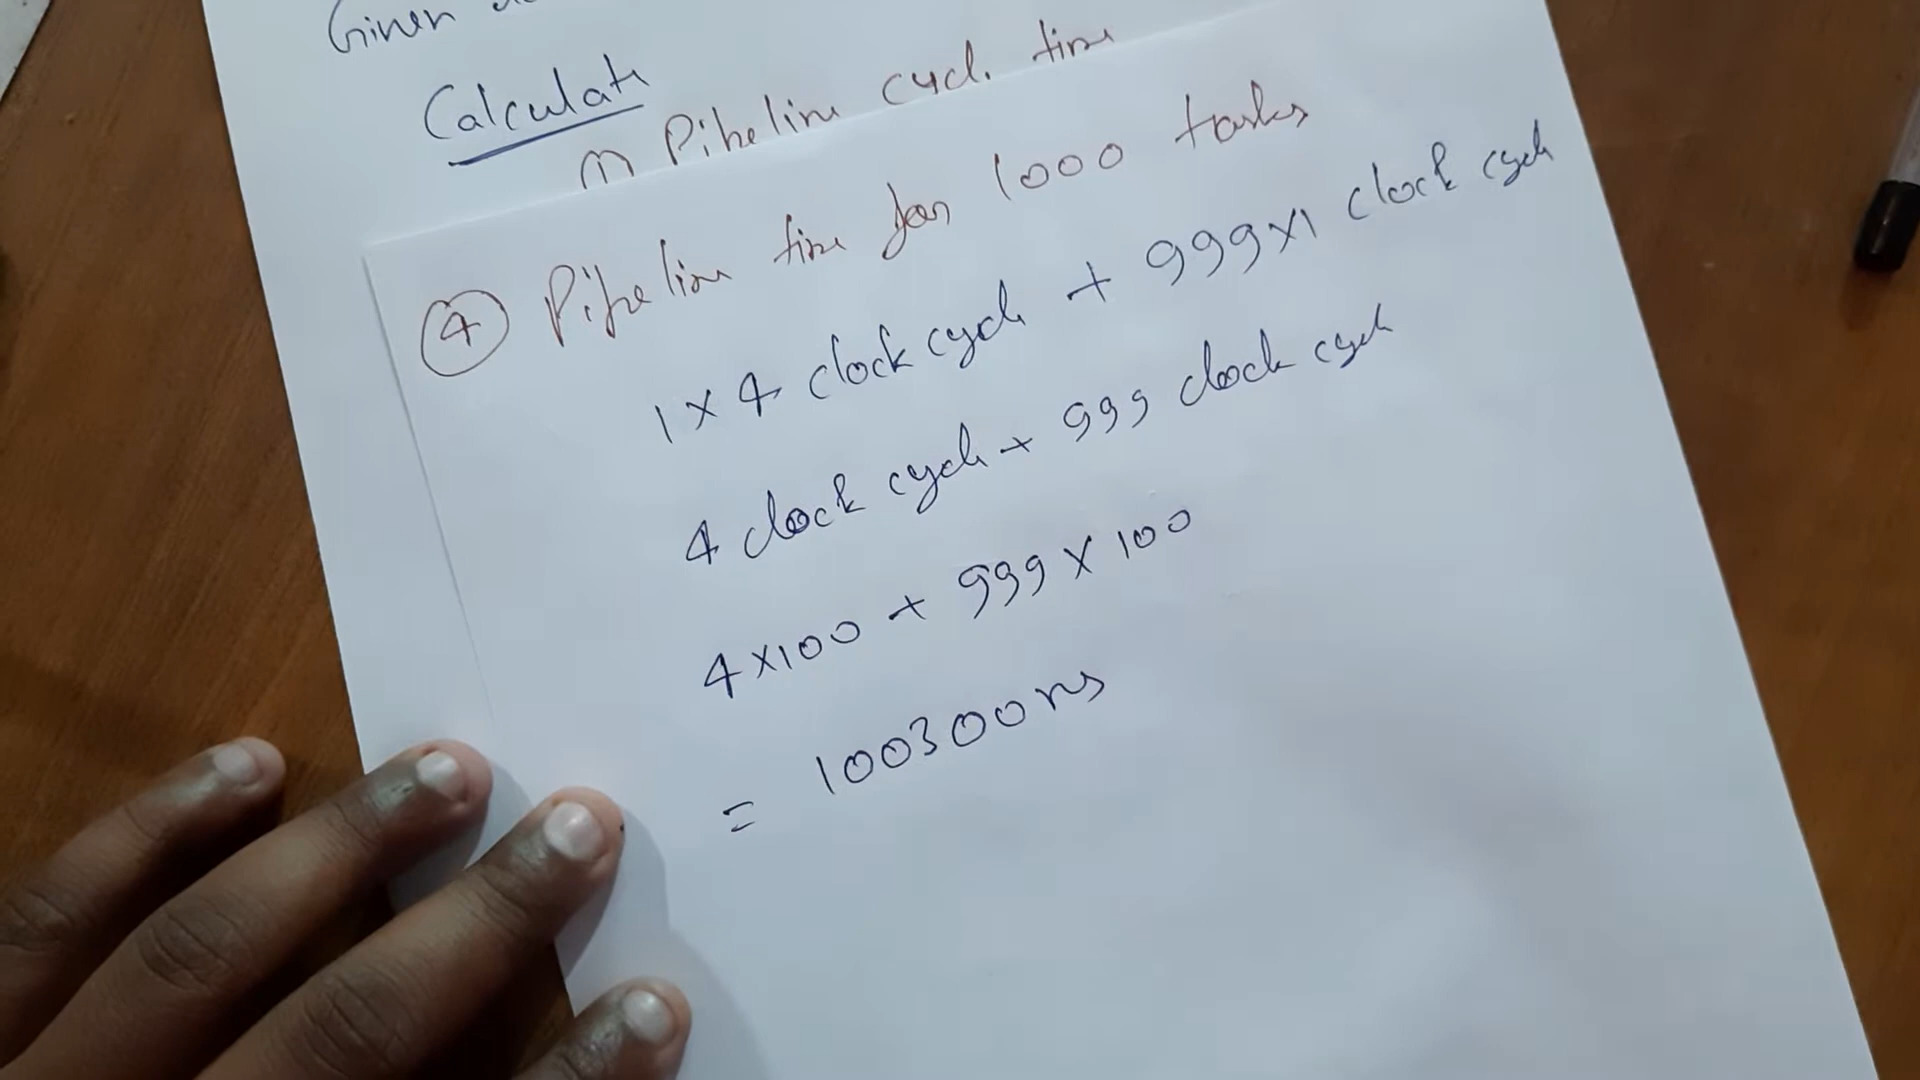 Given
Calculate
① Pipeline cycle time
④ Pipeline time for 1000 tasks
1 × 4 clock cycle + 999×1 clock cycle
4 clock cycle + 999 clock cycle
4×100 + 999 × 100
= 100300 ns